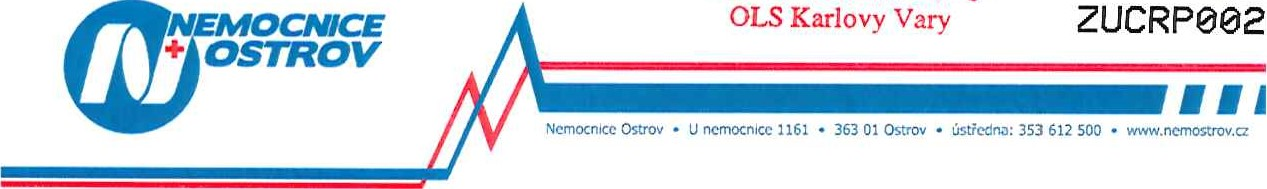 NEMOCNICE
OSTROV
OLS Karlovy Vary
ZUCRP002
Nemocnice Ostrov • U nemocnice 1161 • 363 01 Ostrov • ústředna: 353 612 500 • www.nemostrov.cz